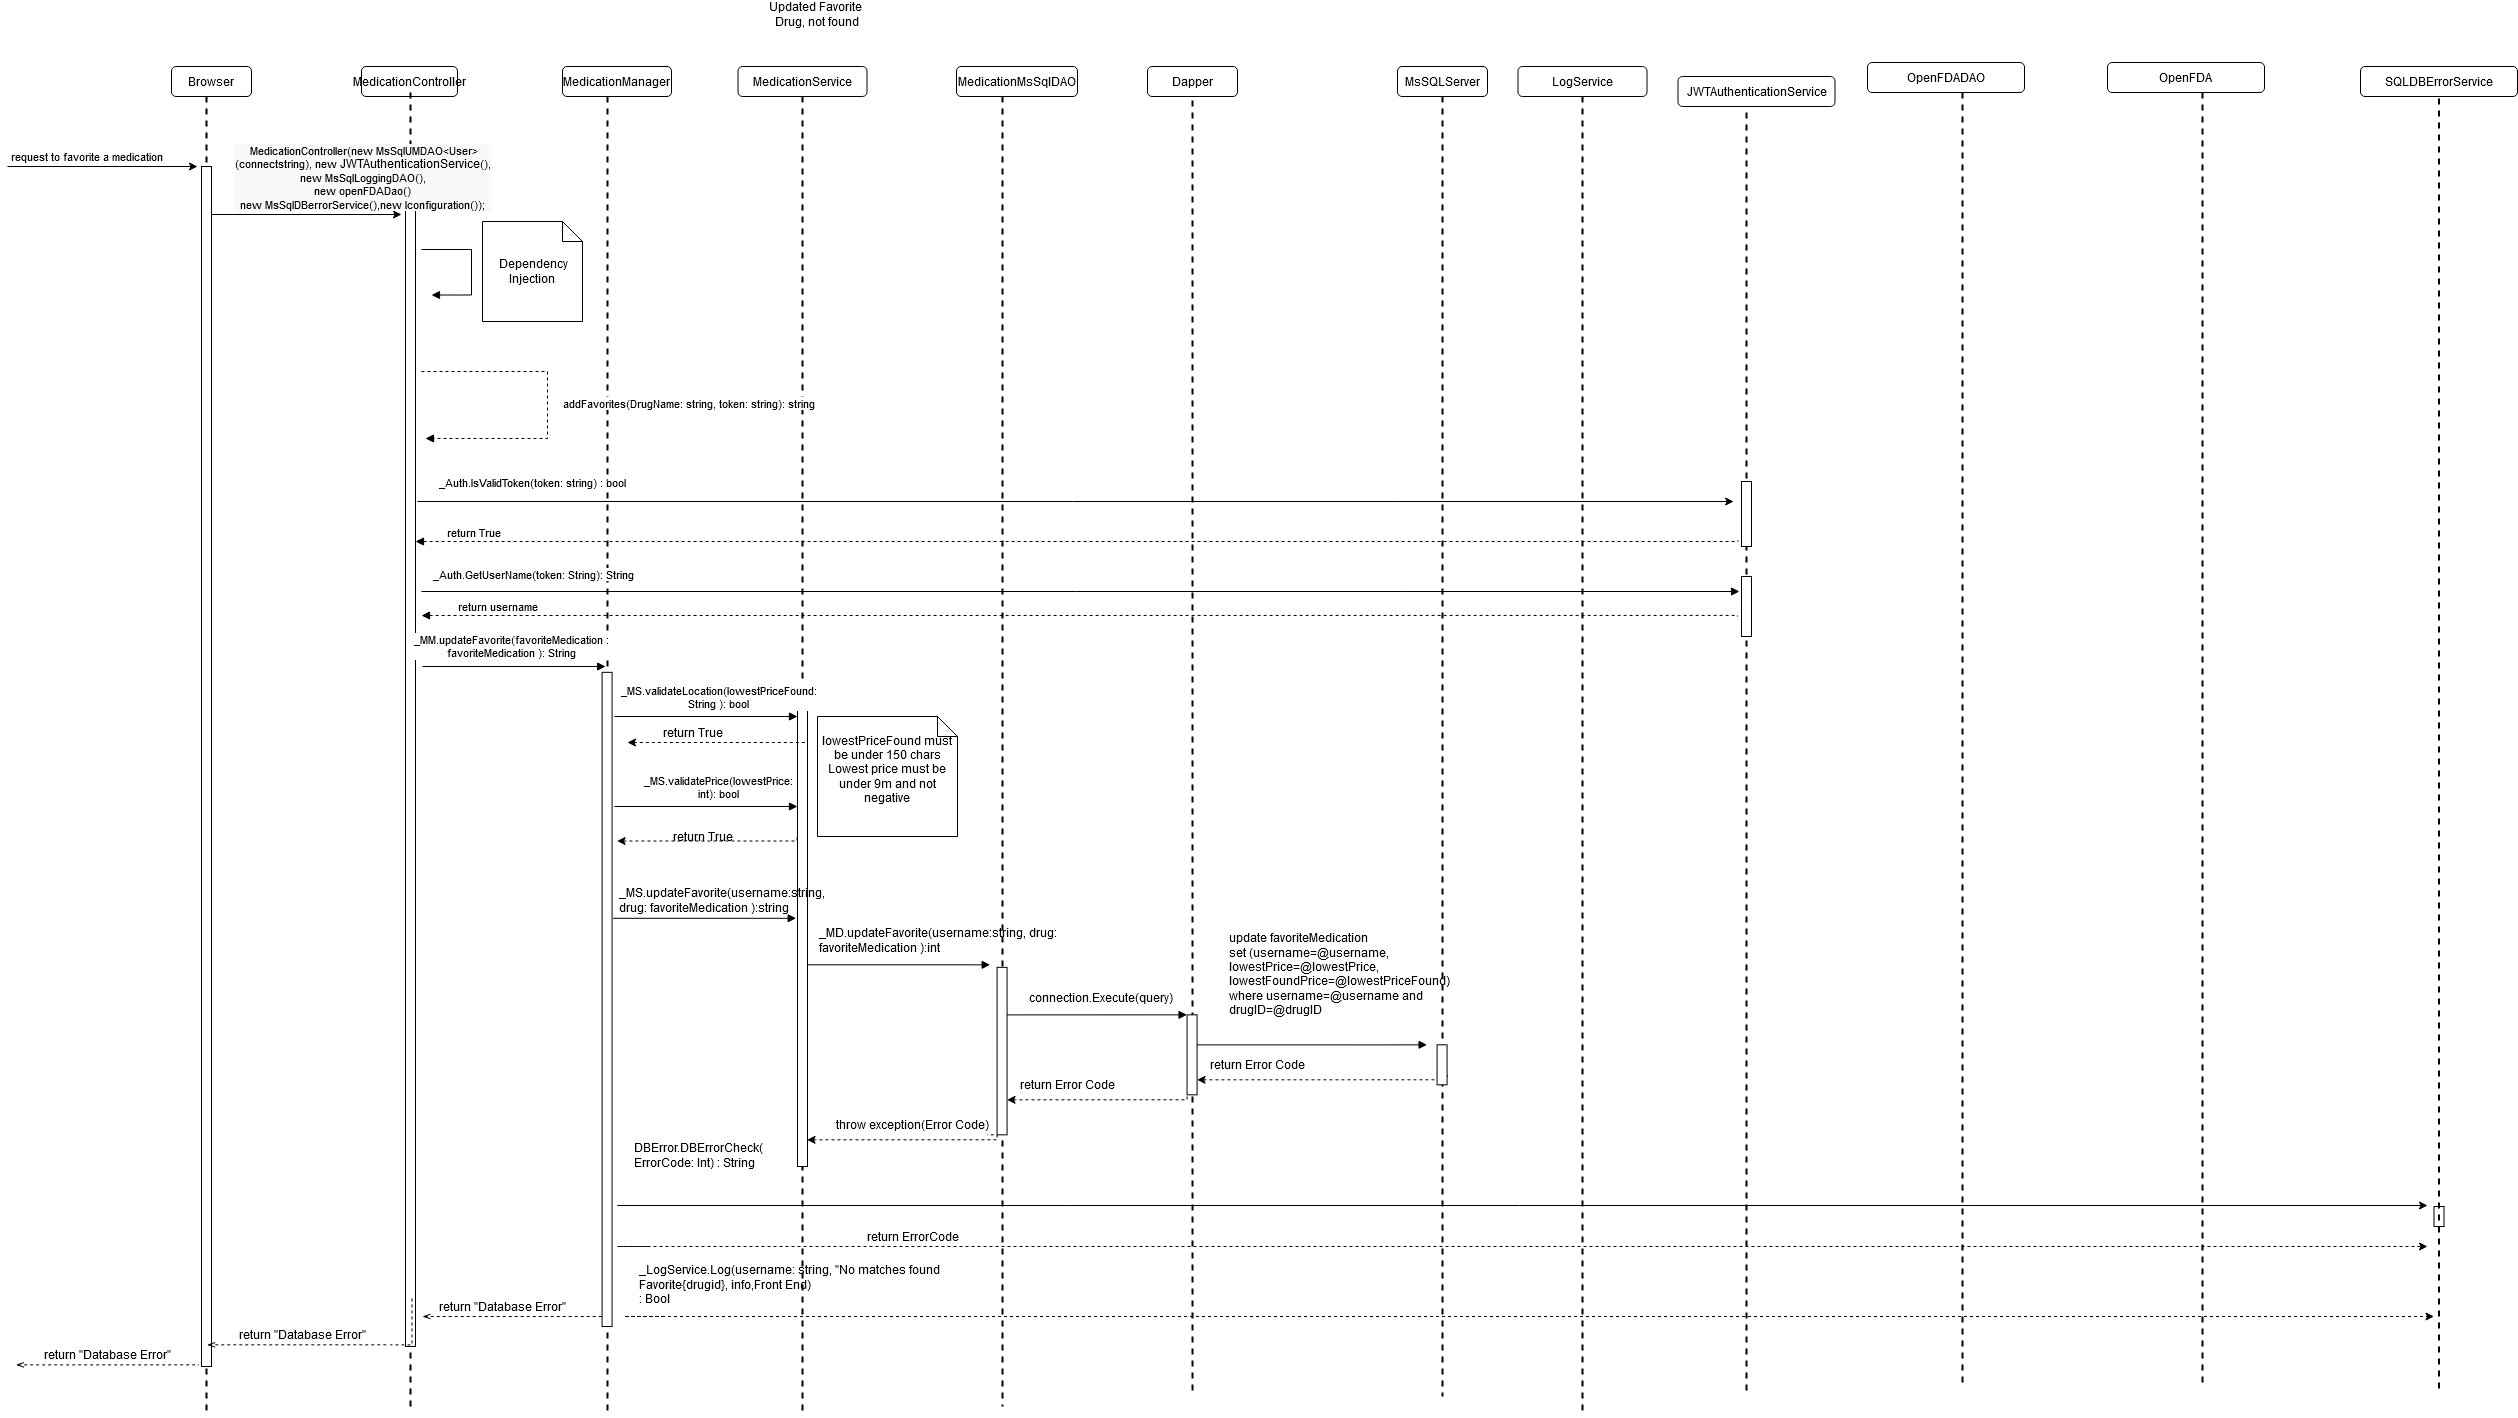 Updated Favorite
Drug, not found
Browser
MedicationController
MedicationManager
MedicationService
MedicationMsSqlDAO
Dapper
MsSQLServer
LogService
JWTAuthenticationService
OpenFDADAO
OpenFDA
SQLDBErrorService
request to favorite a medication
MedicationController(new MsSqlUMDAO<User>
(connectstring), new JWTAuthenticationService(),
new MsSqlLoggingDAO(),
new openFDADao()
new MsSqlDBerrorService(),new Iconfiguration());
Dependency
Injection
addFavorites(DrugName: string, token: string): string
_Auth.IsValidToken(token: string) : bool
return True
_Auth.GetUserName(token: String): String
return username
_MM.updateFavorite(favoriteMedication :
favoriteMedication ): String
_MS.validateLocation(lowestPriceFound:
String ): bool
return True
lowestPriceFound must
be under 150 chars
Lowest price must be
under 9m and not
negative
_MS.validatePrice(lowestPrice:
int): bool
return True
_MS.updateFavorite(username:string,
drug: favoriteMedication ):string
_MD.updateFavorite(username:string, drug:
favoriteMedication ):int
update favoriteMedication
set (username=@username,
lowestPrice=@lowestPrice,
lowestFoundPrice=@lowestPriceFound)
where username=@username and
drugID=@drugID
connection.Execute(query)
return Error Code
return Error Code
throw exception(Error Code)
DBError.DBErrorCheck(
ErrorCode: Int) : String
return ErrorCode
_LogService.Log(username: string, "No matches found
Favorite{drugid}, info,Front End)
: Bool
return "Database Error"
return "Database Error"
return "Database Error"